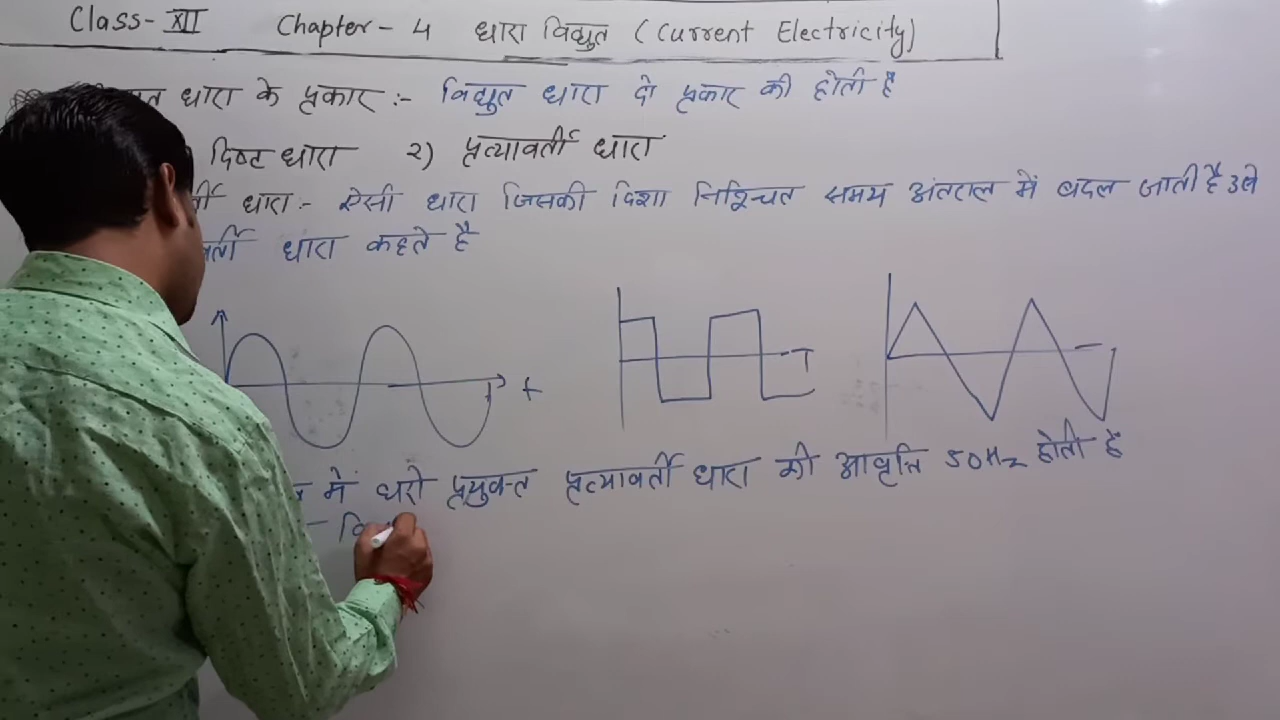 Class-XII Chapter-4 धारा विद्युत (Current Electricity)
धारा के प्रकार :- विद्युत धारा दो प्रकार की होती है
दिष्ट धारा 2) प्रत्यावर्ती धारा
धारा:- ऐसी धारा जिसकी दिशा निश्चित समय अंतराल में बदल जाती है उसे
धारा कहते है
t
T
में घरो प्रयुक्त प्रत्यावर्ती धारा की आवृत्ति 50Hz होती है